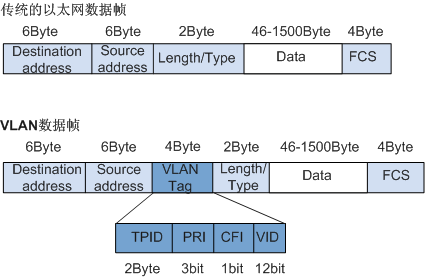 传统的以太网数据帧
6Byte 6Byte 2Byte 46-1500Byte 4Byte
Destination address Source address Length/Type Data FCS
VLAN数据帧
6Byte 6Byte 4Byte 2Byte 46-1500Byte 4Byte
Destination address Source address VLAN Tag Length/Type Data FCS
TPID PRI CFI VID
2Byte 3bit 1bit 12bit